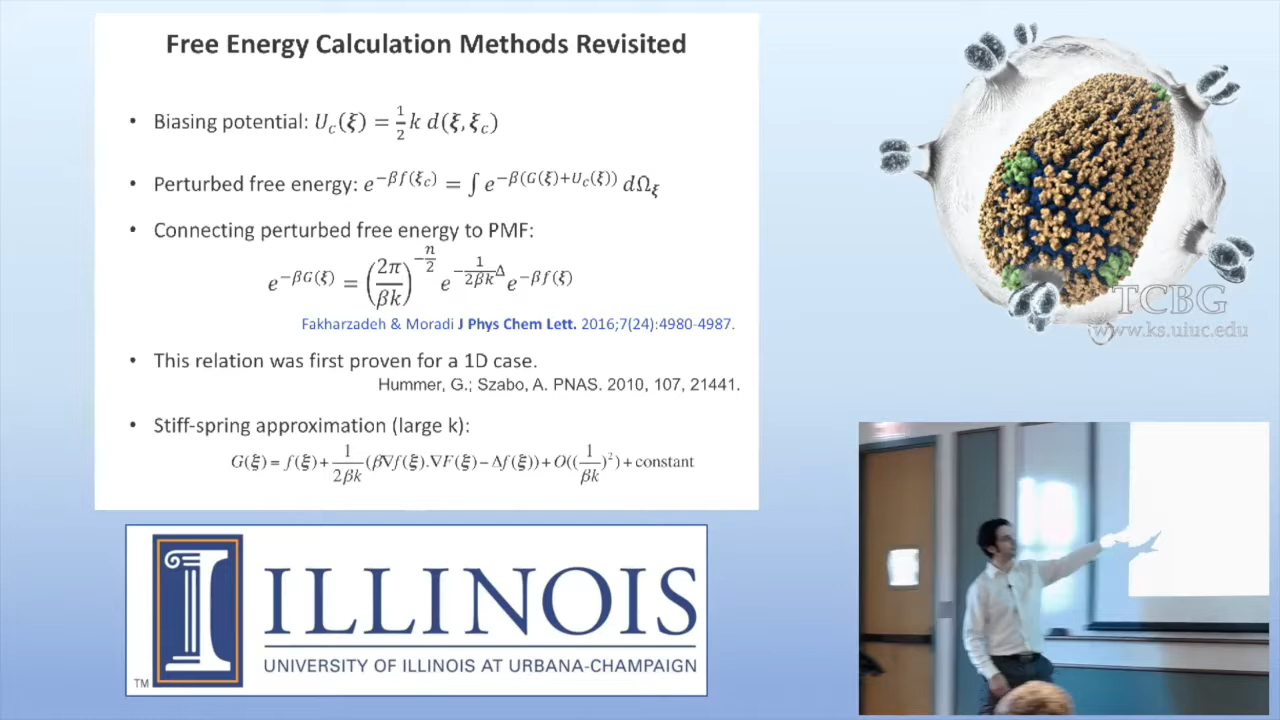 Free Energy Calculation Methods Revisited
• Biasing potential: U_c(ξ) = 1/2 k d(ξ, ξ_c)
• Perturbed free energy: e^{−βf(ξ_c)} = ∫ e^{−β(G(ξ)+U_c(ξ))} dΩ_ξ
• Connecting perturbed free energy to PMF:
e^{−βG(ξ)} = (2π/βk)^{−n/2} e^{−1/(2βk) Δ} e^{−βf(ξ)}
Fakharzadeh & Moradi J Phys Chem Lett. 2016;7(24):4980-4987.
• This relation was first proven for a 1D case.
Hummer, G.; Szabo, A. PNAS. 2010, 107, 21441.
• Stiff-spring approximation (large k):
G(ξ) = f(ξ) + 1/(2βk) (β∇f(ξ).∇F(ξ) − Δf(ξ)) + O((1/βk)^2) + constant
TCBG
www.ks.uiuc.edu
I ILLINOIS
UNIVERSITY OF ILLINOIS AT URBANA-CHAMPAIGN
TM